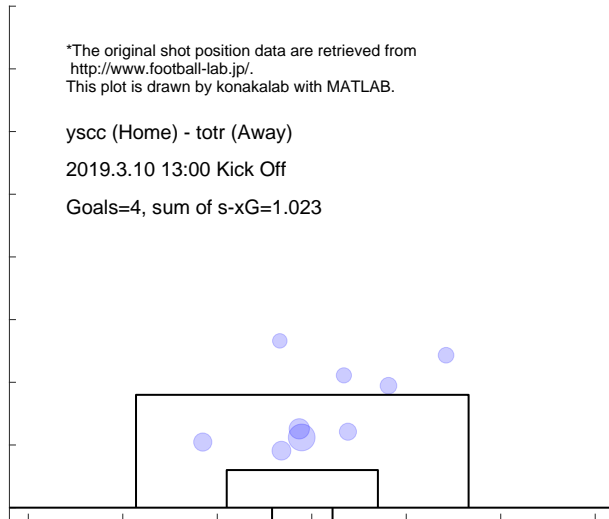 *The original shot position data are retrieved from
http://www.football-lab.jp/.
This plot is drawn by konakalab with MATLAB.
yscc (Home) - totr (Away)
2019.3.10 13:00 Kick Off
Goals=4, sum of s-xG=1.023